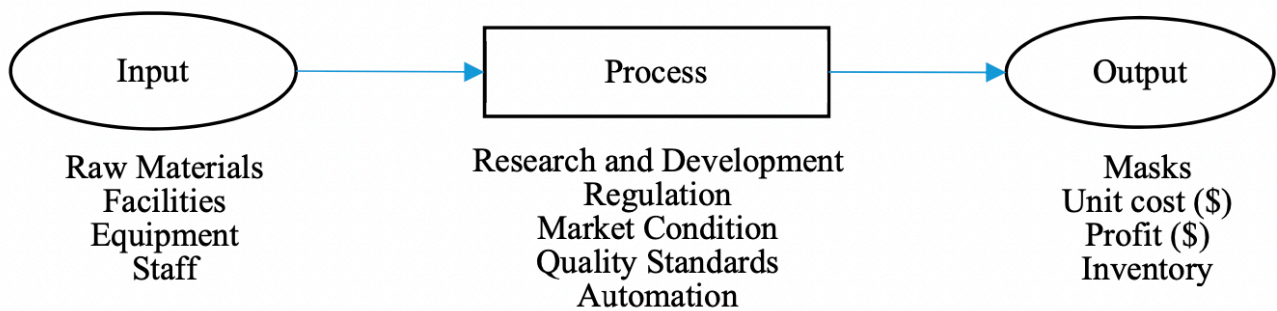 Input
Process
Output
Raw Materials
Facilities
Equipment
Staff
Research and Development
Regulation
Market Condition
Quality Standards
Automation
Masks
Unit cost ($)
Profit ($)
Inventory